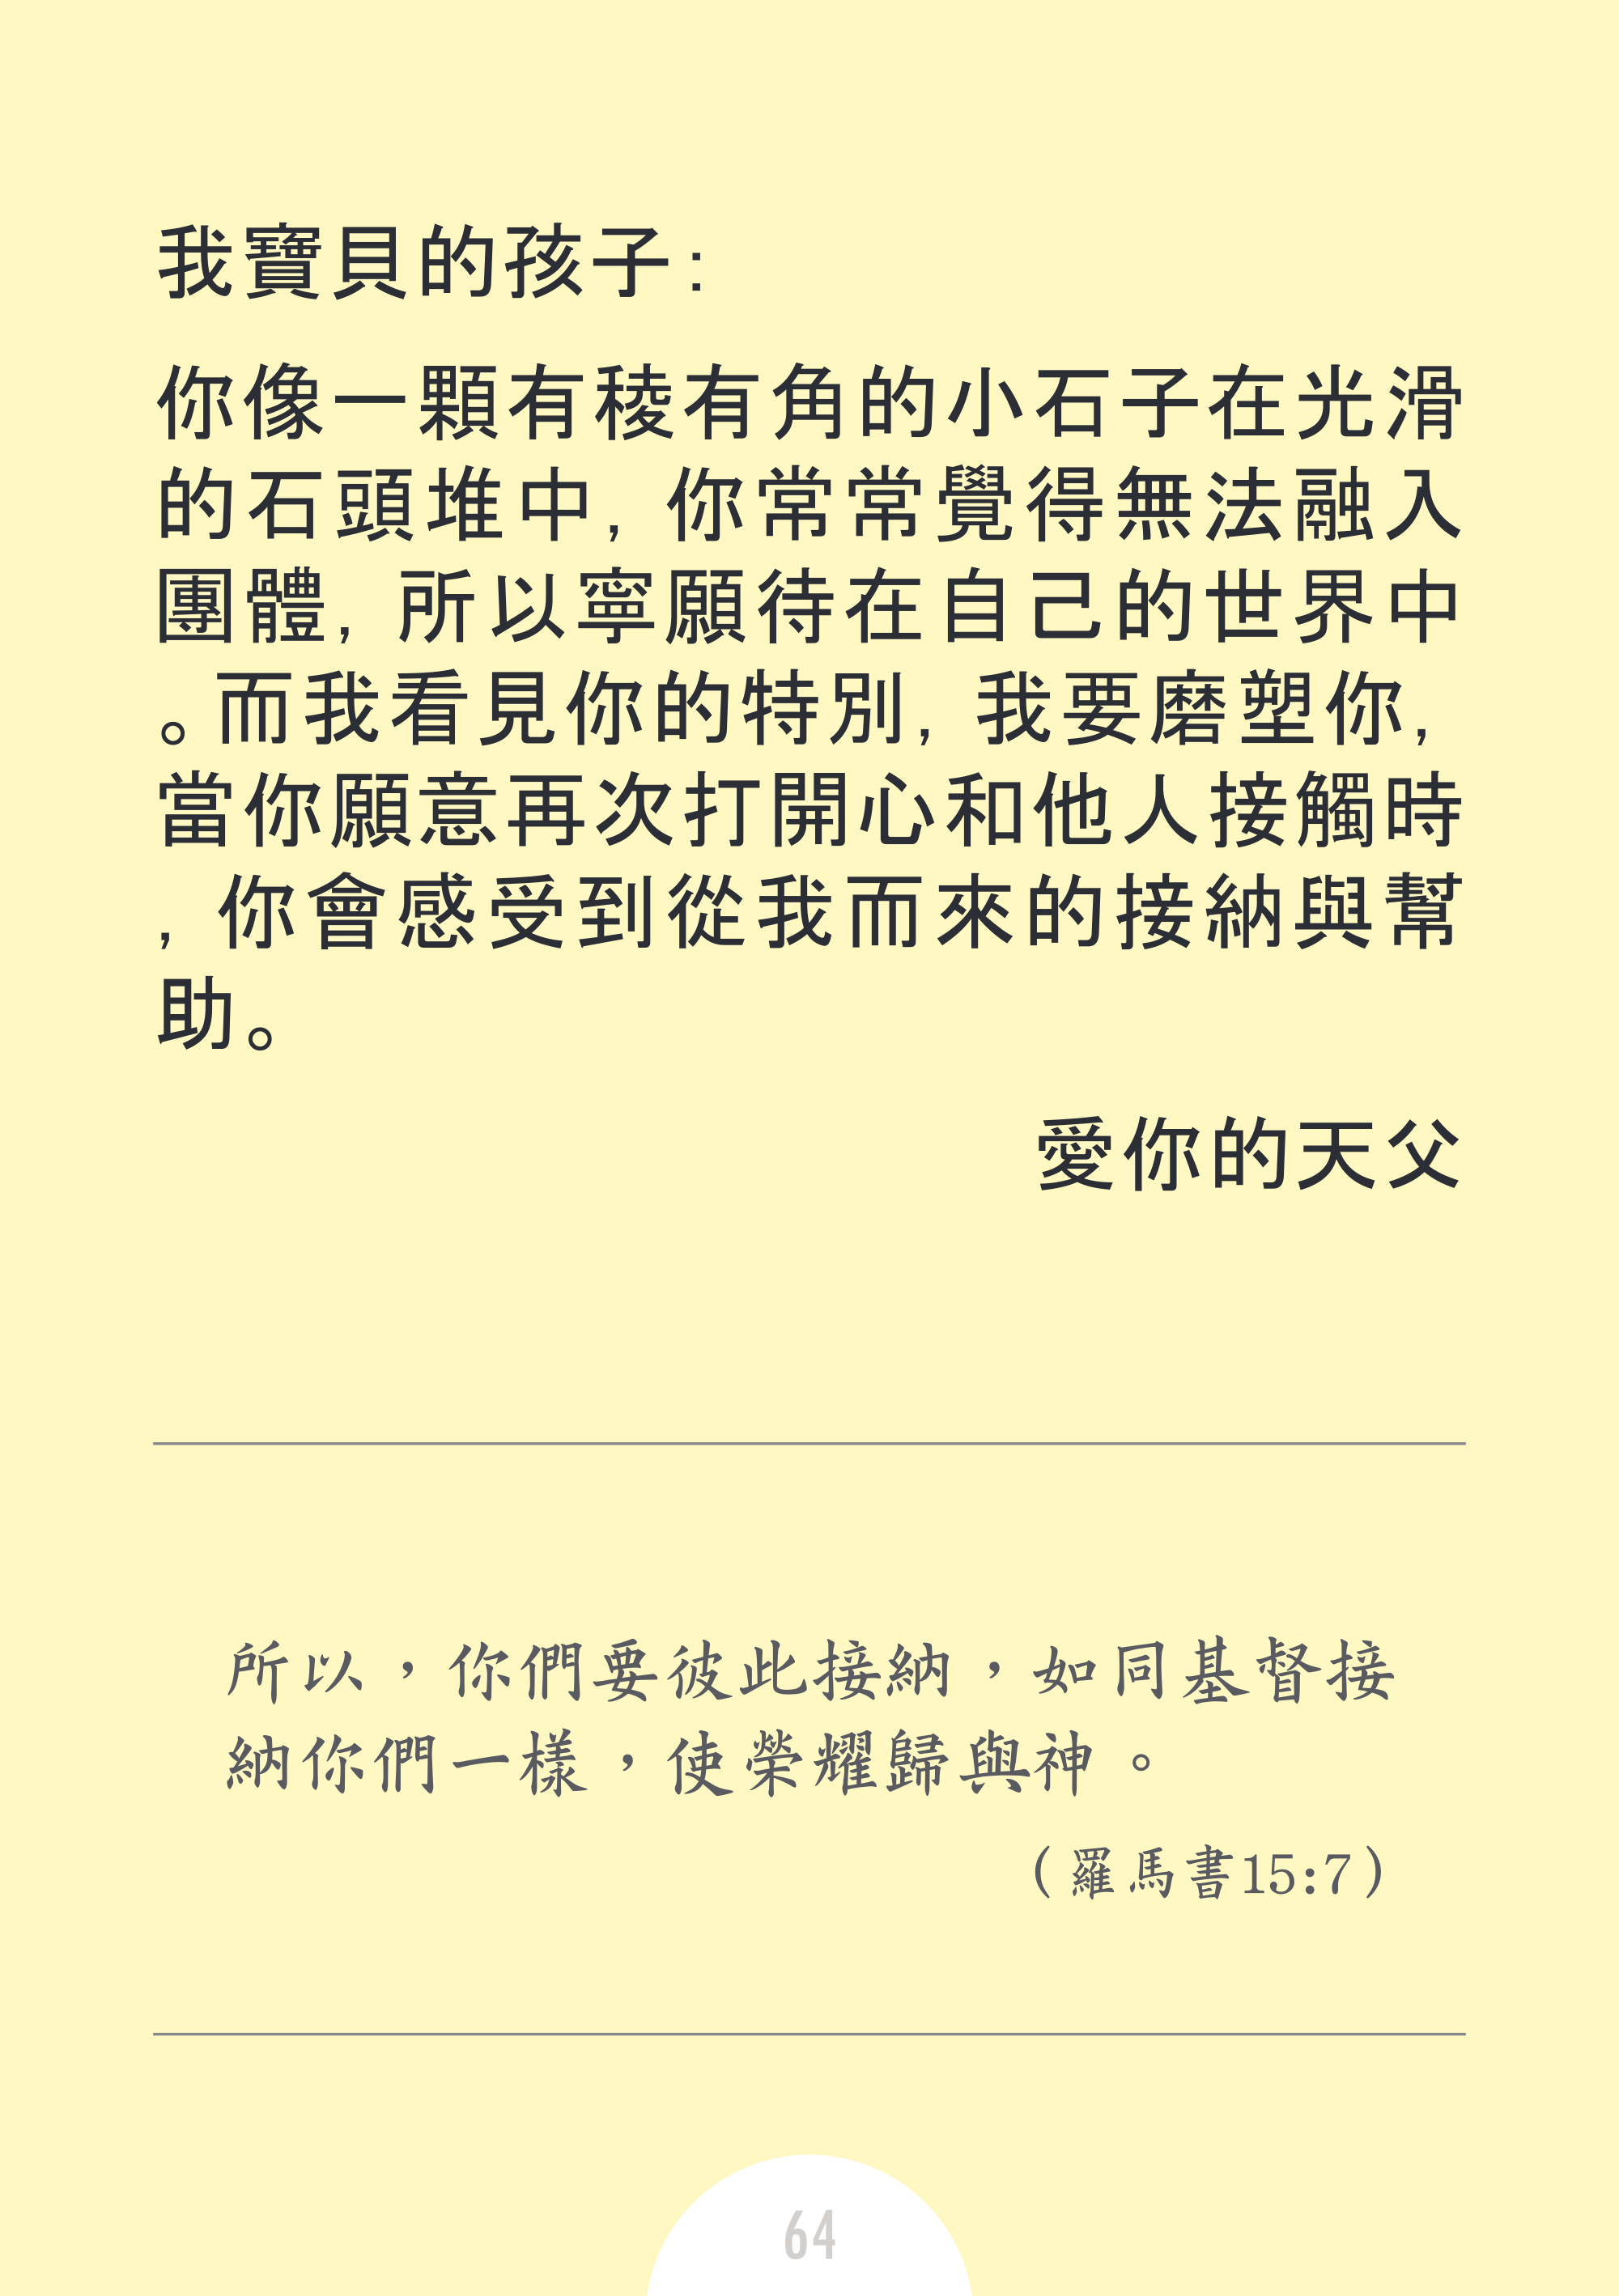 我寶貝的孩子：
你像一顆有稜有角的小石子在光滑
的石頭堆中，你常常覺得無法融入
團體，所以寧願待在自己的世界中
。而我看見你的特別，我要磨塑你，
當你願意再次打開心和他人接觸時
，你會感受到從我而來的接納與幫
助。
愛你的天父
所以，你們要彼此接納，如同基督接
納你們一樣，使榮耀歸與神。
（羅馬書15:7）
64